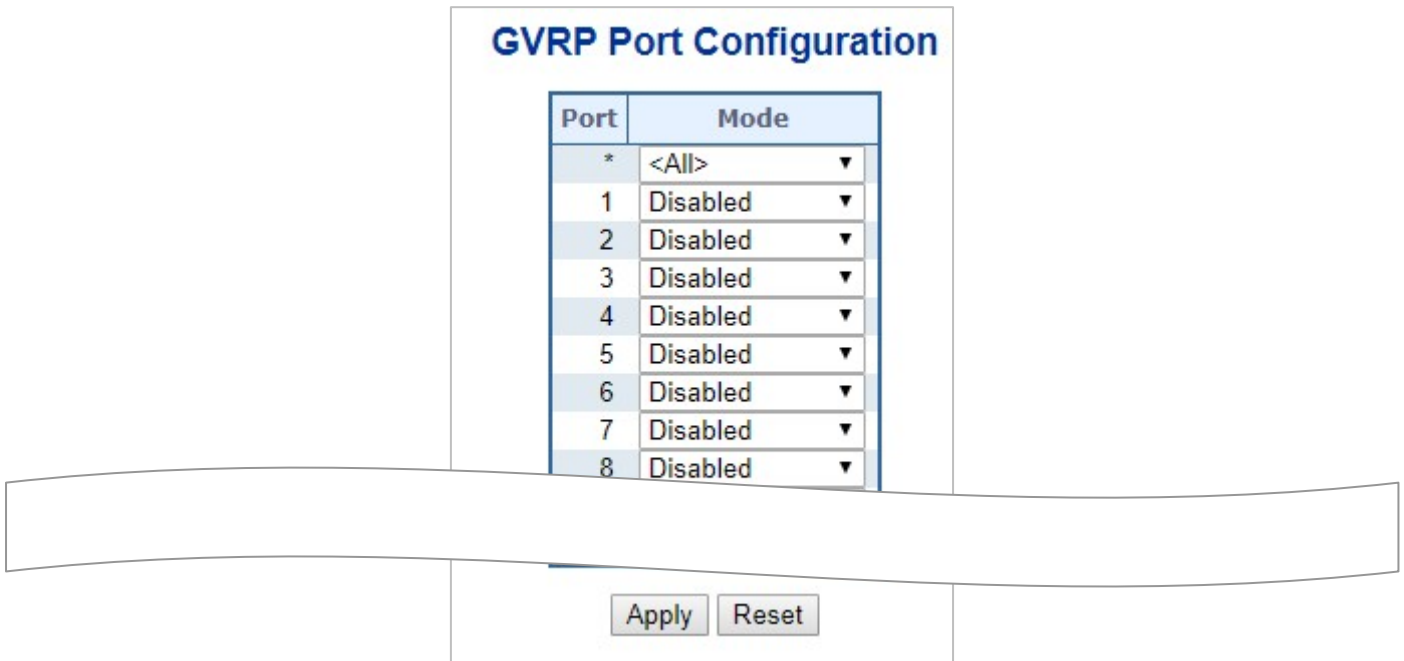 GVRP Port Configuration
Port Mode
* <All>
1 Disabled
2 Disabled
3 Disabled
4 Disabled
5 Disabled
6 Disabled
7 Disabled
8 Disabled
Apply Reset